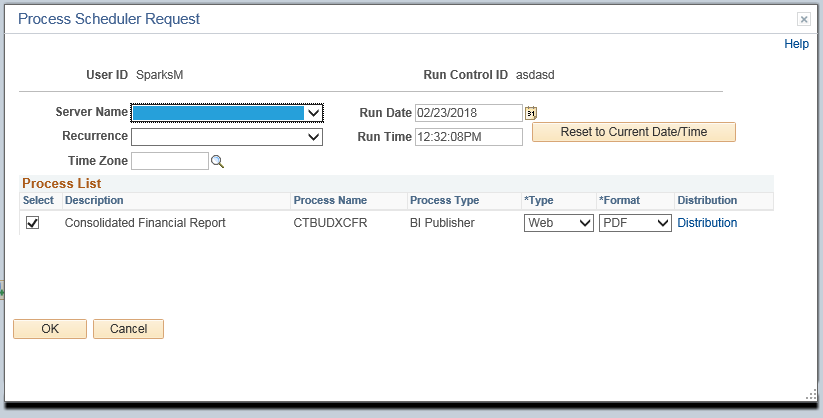 Process Scheduler Request
Help
User ID SparksM Run Control ID asdasd
Server Name Run Date 02/23/2018 31
Recurrence Run Time 12:32:08PM Reset to Current Date/Time
Time Zone
Process List
Select Description Process Name Process Type *Type *Format Distribution
Consolidated Financial Report CTBUDXCFR BI Publisher Web PDF Distribution
OK Cancel